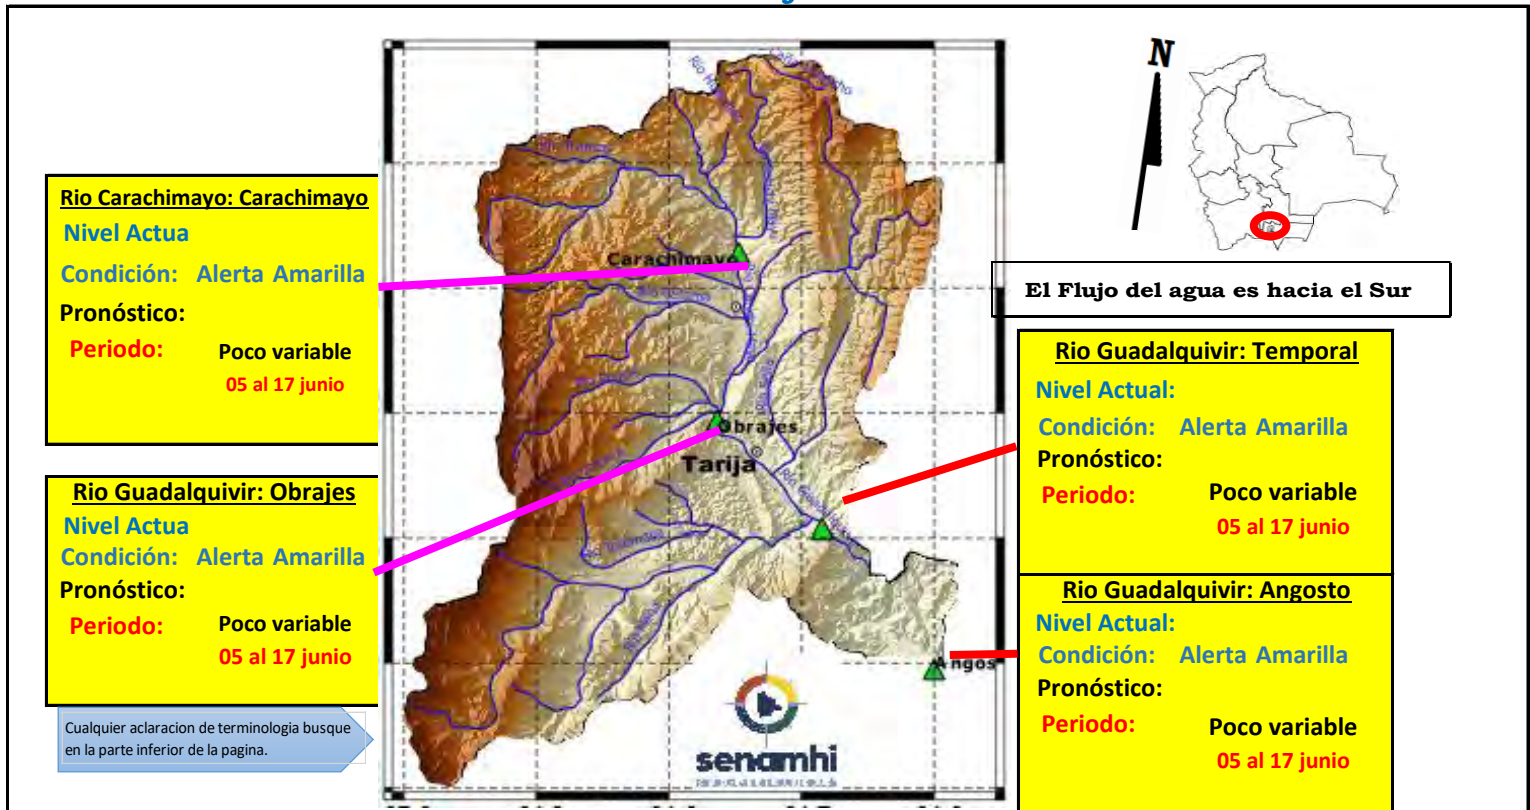 Rio Carachimayo: Carachimayo
Nivel Actua
Condición: Alerta Amarilla
Pronóstico:
Periodo: Poco variable
05 al 17 junio
Rio Guadalquivir: Obrajes
Nivel Actua
Condición: Alerta Amarilla
Pronóstico:
Periodo: Poco variable
05 al 17 junio
Cualquier aclaracion de terminologia busque
en la parte inferior de la pagina.
Carachimayo
Obrajes
Tarija
Angos
senamhi
N
El Flujo del agua es hacia el Sur
Rio Guadalquivir: Temporal
Nivel Actual:
Condición: Alerta Amarilla
Pronóstico:
Periodo: Poco variable
05 al 17 junio
Rio Guadalquivir: Angosto
Nivel Actual:
Condición: Alerta Amarilla
Pronóstico:
Periodo: Poco variable
05 al 17 junio